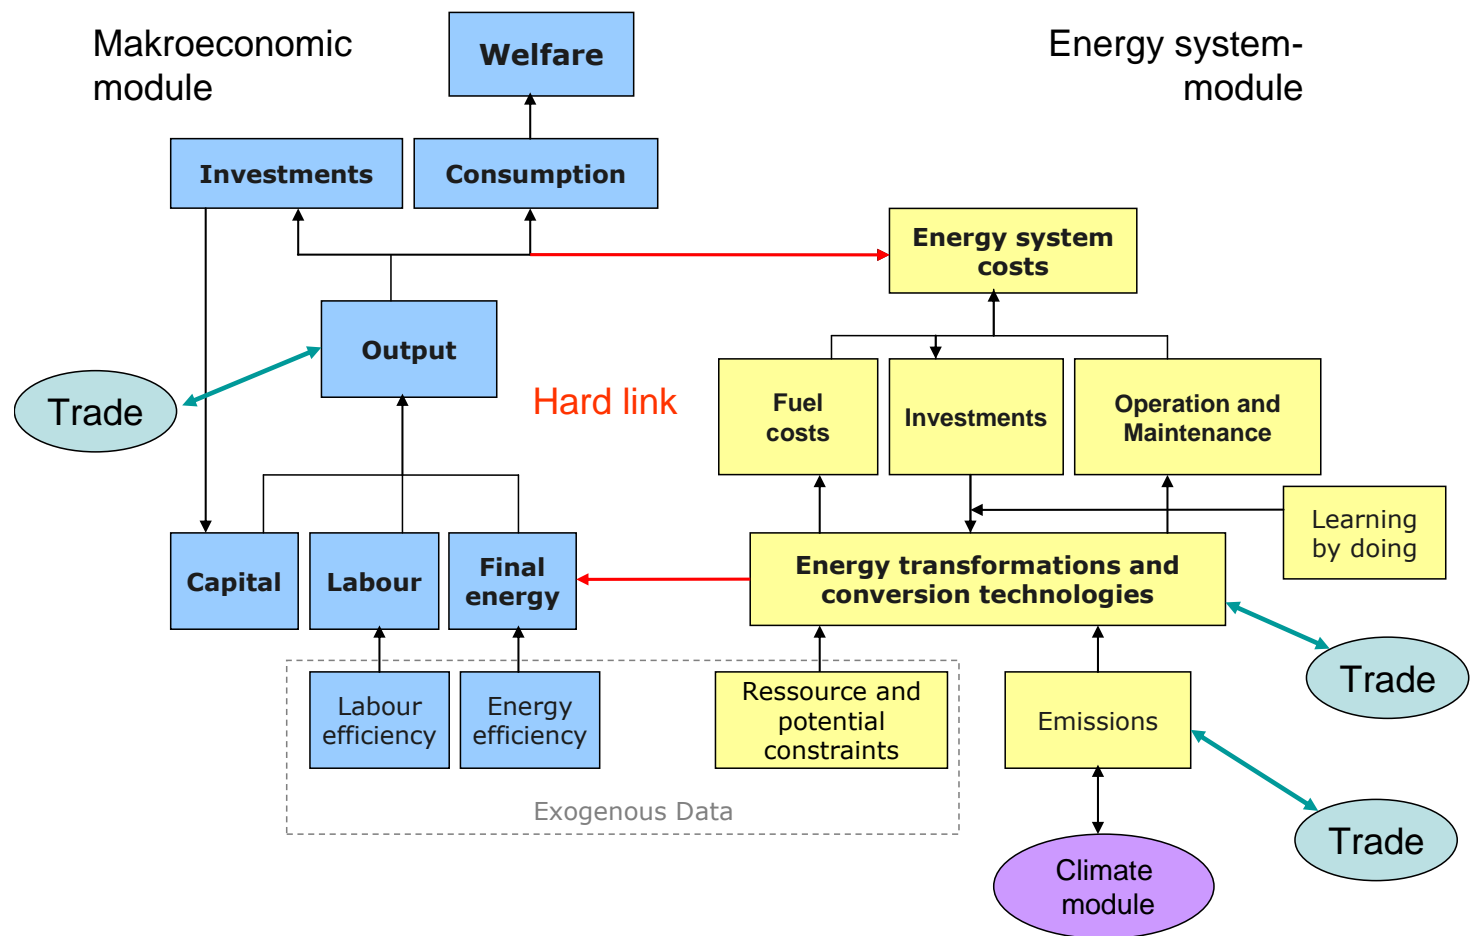 Makroeconomic
module
Welfare
Energy system-
module
Investments
Consumption
Energy system
costs
Output
Trade
Hard link
Fuel
costs
Investments
Operation and
Maintenance
Learning
by doing
Capital
Labour
Final
energy
Energy transformations and
conversion technologies
Trade
Labour
efficiency
Energy
efficiency
Ressource and
potential
constraints
Emissions
Exogenous Data
Trade
Climate
module